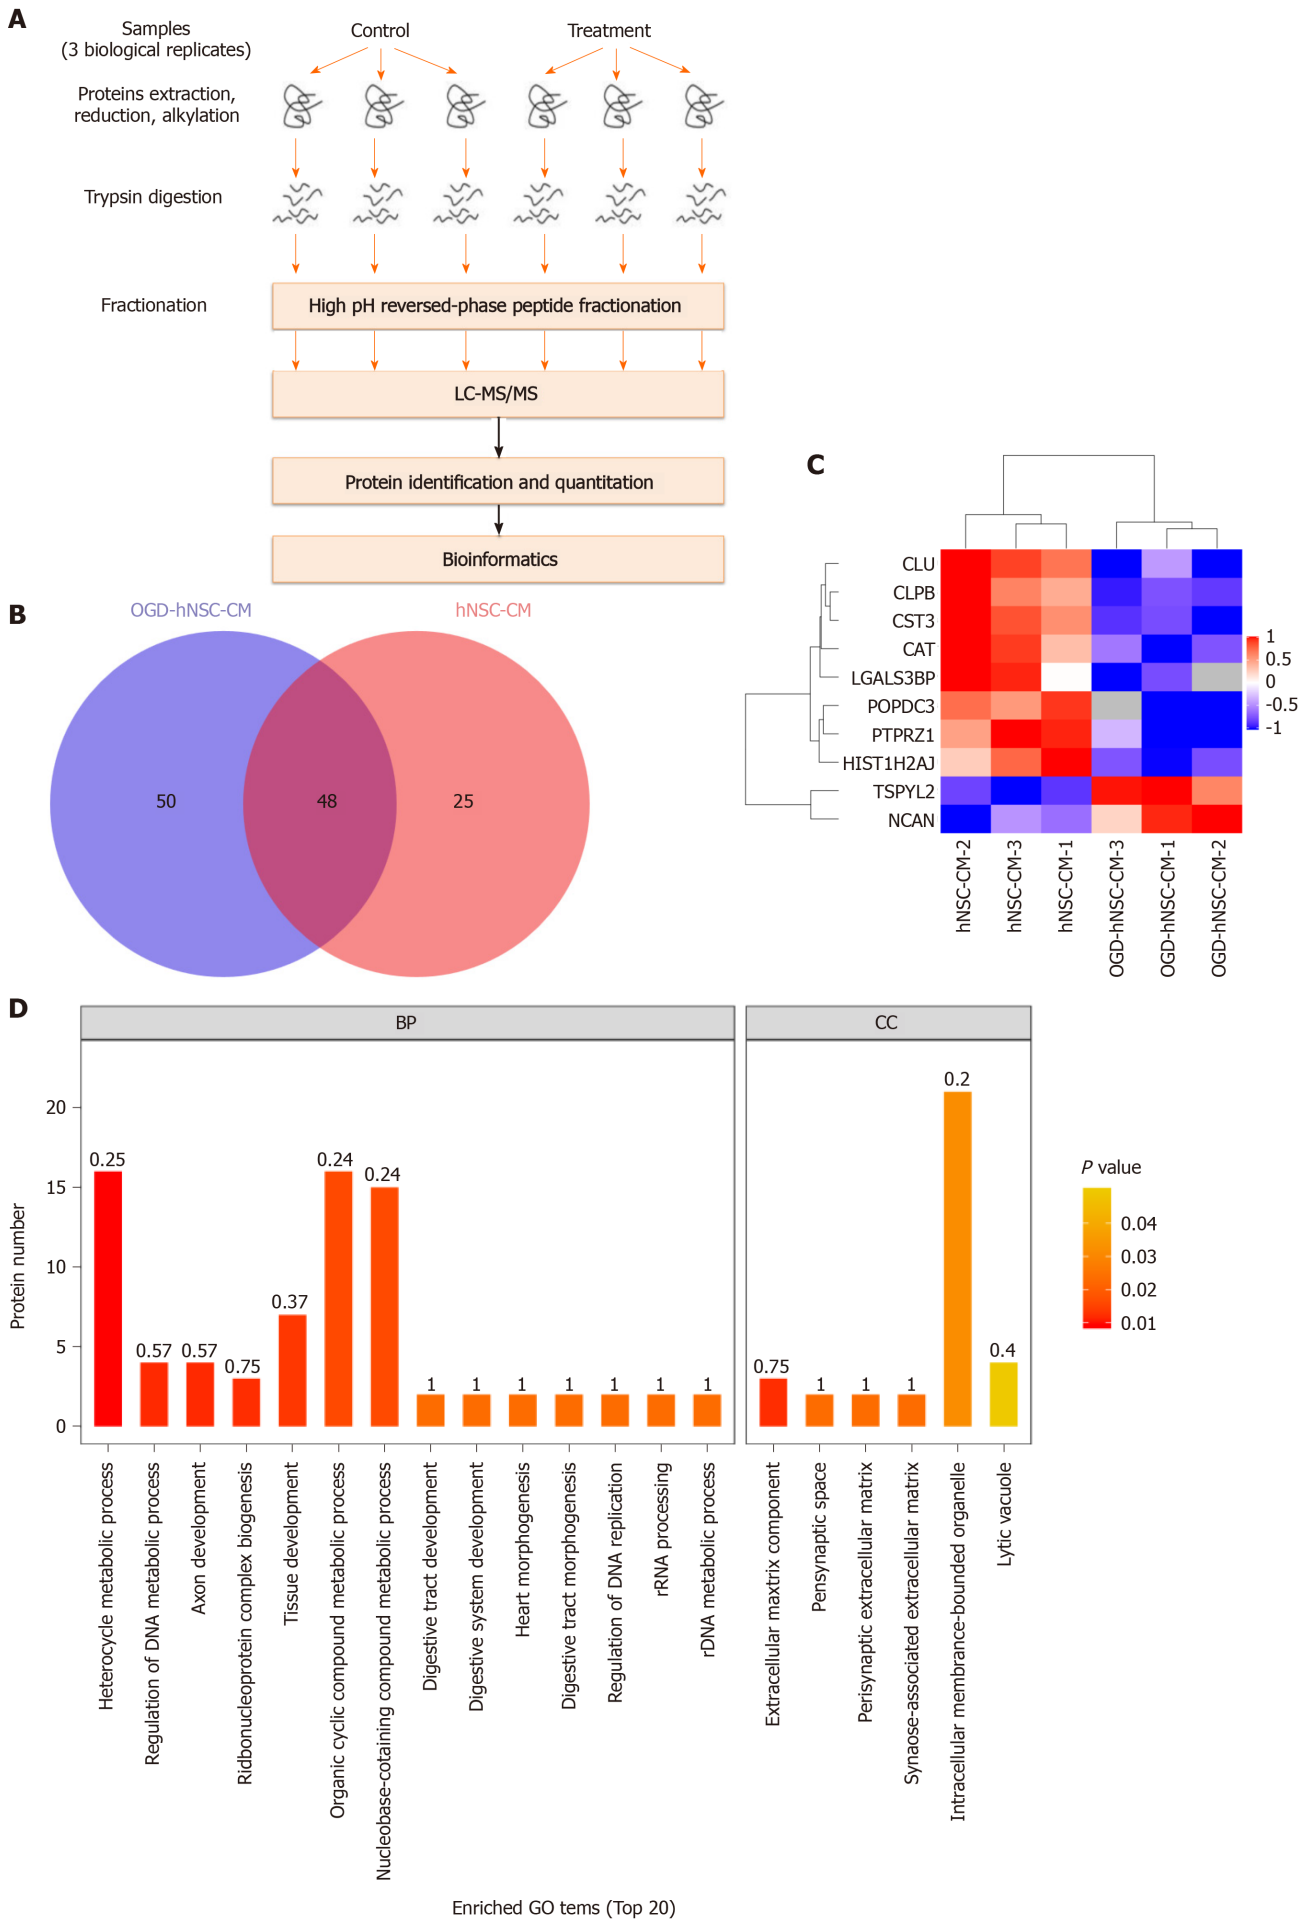 A
Samples
(3 biological replicates)
Control
Treatment
Proteins extraction,
reduction, alkylation
Trypsin digestion
Fractionation
High pH reversed-phase peptide fractionation
LC-MS/MS
Protein identification and quantitation
Bioinformatics
B
OGD-hNSC-CM
hNSC-CM
50
48
25
C
CLU
CLPB
CST3
CAT
LGALS3BP
POPDC3
PTPRZ1
HIST1H2AJ
TSPYL2
NCAN
1
0.5
0
-0.5
-1
hNSC-CM-2
hNSC-CM-3
hNSC-CM-1
OGD-hNSC-CM-3
OGD-hNSC-CM-1
OGD-hNSC-CM-2
D
BP
CC
Protein number
20
15
10
5
0
0.25
0.57
0.57
0.75
0.37
0.24
0.24
1
1
1
1
1
1
1
0.75
1
1
1
0.2
0.4
P value
0.04
0.03
0.02
0.01
Heterocycle metabolic process
Regulation of DNA metabolic process
Axon development
Ridbonucleoprotein complex biogenesis
Tissue development
Organic cyclic compound metabolic process
Nucleobase-cotaining compound metabolic process
Digestive tract development
Digestive system development
Heart morphogenesis
Digestive tract morphogenesis
Regulation of DNA replication
rRNA processing
rDNA metabolic process
Extracellular maxtrix component
Pensynaptic space
Perisynaptic extracellular matrix
Synaose-associated extracellular matrix
Intracellular membrance-bounded organelle
Lytic vacuole
Enriched GO tems (Top 20)